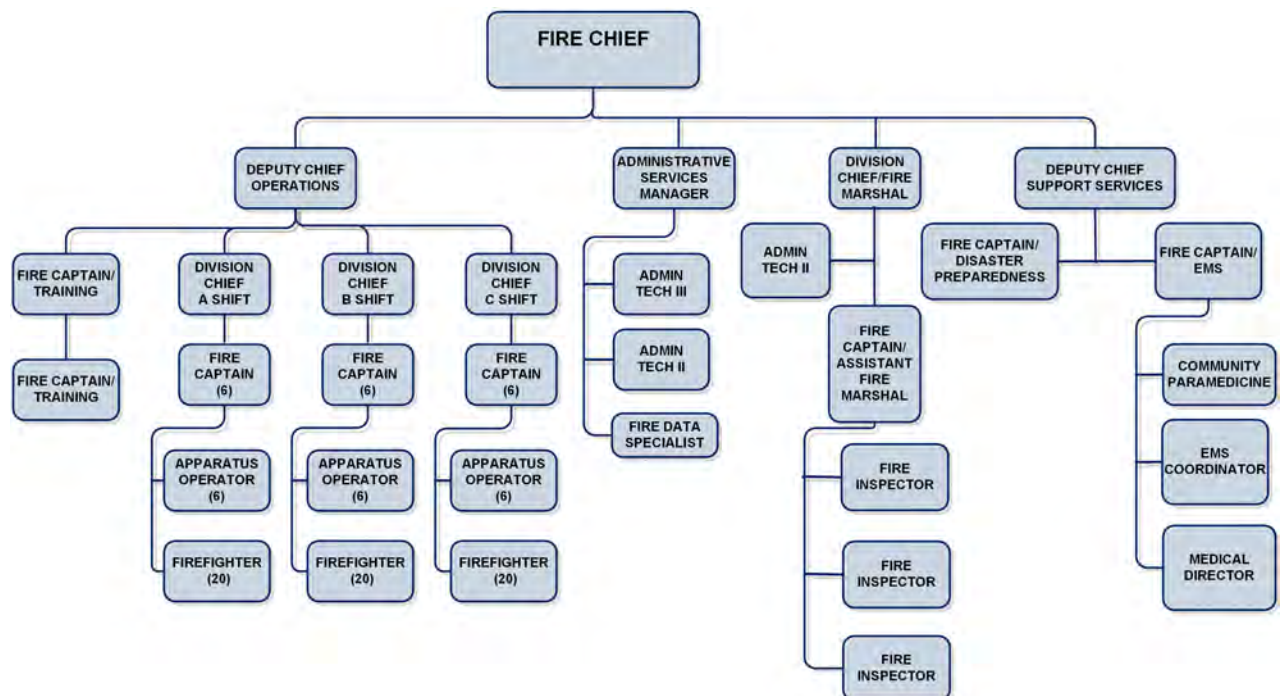 FIRE CHIEF
DEPUTY CHIEF
OPERATIONS
ADMINISTRATIVE
SERVICES
MANAGER
DIVISION
CHIEF/FIRE
MARSHAL
DEPUTY CHIEF
SUPPORT SERVICES
FIRE CAPTAIN/
TRAINING
DIVISION
CHIEF
A SHIFT
DIVISION
CHIEF
B SHIFT
DIVISION
CHIEF
C SHIFT
ADMIN
TECH III
ADMIN
TECH II
FIRE CAPTAIN/
DISASTER
PREPAREDNESS
FIRE CAPTAIN/
EMS
FIRE CAPTAIN/
TRAINING
FIRE
CAPTAIN
(6)
FIRE
CAPTAIN
(6)
FIRE
CAPTAIN
(6)
ADMIN
TECH II
FIRE
CAPTAIN/
ASSISTANT
FIRE
MARSHAL
COMMUNITY
PARAMEDICINE
APPARATUS
OPERATOR
(6)
APPARATUS
OPERATOR
(6)
APPARATUS
OPERATOR
(6)
FIRE DATA
SPECIALIST
FIRE
INSPECTOR
EMS
COORDINATOR
FIREFIGHTER
(20)
FIREFIGHTER
(20)
FIREFIGHTER
(20)
FIRE
INSPECTOR
MEDICAL
DIRECTOR
FIRE
INSPECTOR